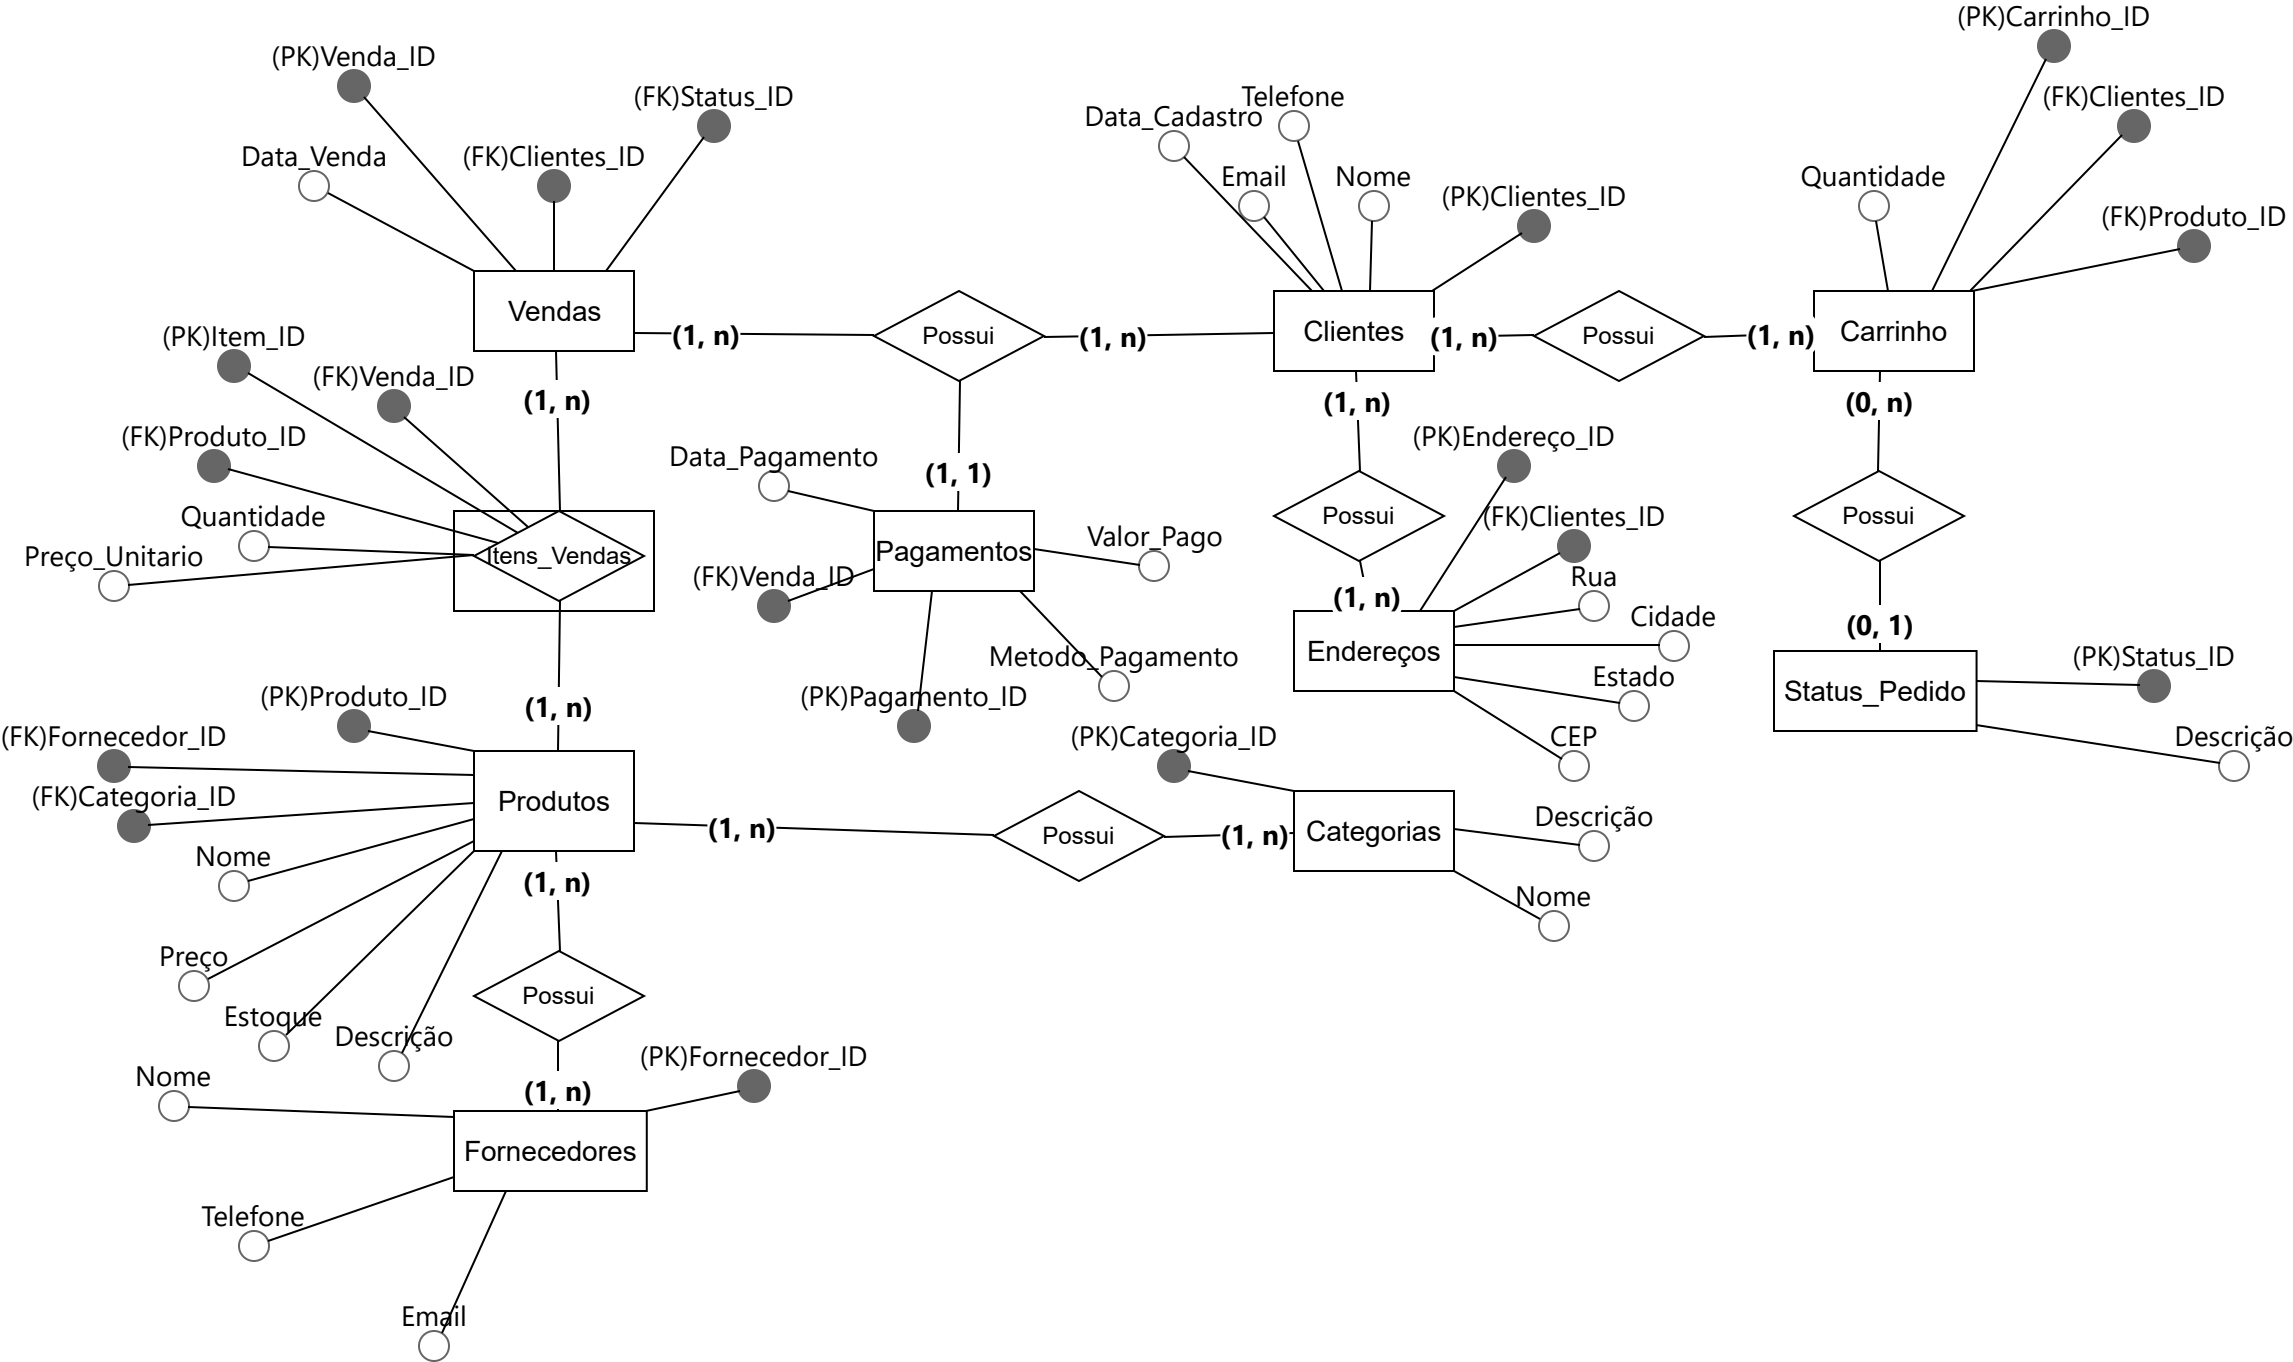 (PK)Carrinho_ID
(PK)Venda_ID
(FK)Status_ID
Telefone
(FK)Clientes_ID
Data_Cadastro
Data_Venda
(FK)Clientes_ID
Email
Nome
Quantidade
(PK)Clientes_ID
(FK)Produto_ID
Vendas
(1, n)
Possui
(1, n)
Clientes
(1, n)
Possui
(1, n)
Carrinho
(PK)Item_ID
(FK)Venda_ID
(1, n)
(1, n)
(0, n)
(FK)Produto_ID
(PK)Endereço_ID
Data_Pagamento
(1, 1)
Quantidade
Possui
(FK)Clientes_ID
Possui
Preço_Unitario
Itens_Vendas
Pagamentos
Valor_Pago
(FK)Venda_ID
Rua
(1, n)
Cidade
(0, 1)
Endereços
Metodo_Pagamento
(PK)Status_ID
Estado
Status_Pedido
(PK)Produto_ID
(1, n)
(PK)Pagamento_ID
(FK)Fornecedor_ID
(PK)Categoria_ID
CEP
Descrição
(FK)Categoria_ID
Produtos
(1, n)
Possui
(1, n)
Categorias
Descrição
Nome
(1, n)
Nome
Preço
Possui
Estoque
Descrição
(PK)Fornecedor_ID
Nome
(1, n)
Fornecedores
Telefone
Email